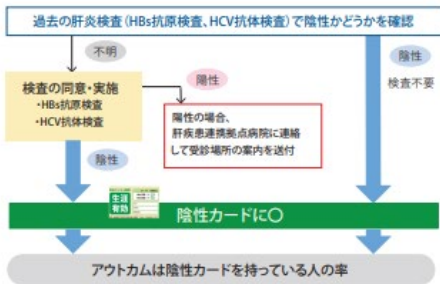 過去の肝炎検査(HBs抗原検査、HCV抗体検査)で陰性かどうかを確認
不明
陰性
検査不要
検査の同意・実施
・HBs抗原検査
・HCV抗体検査
陽性
陽性の場合、
肝疾患連携拠点病院に連絡
して受診場所の案内を送付
陰性
生涯
有効
陰性カードに〇
アウトカムは陰性カードを持っている人の率